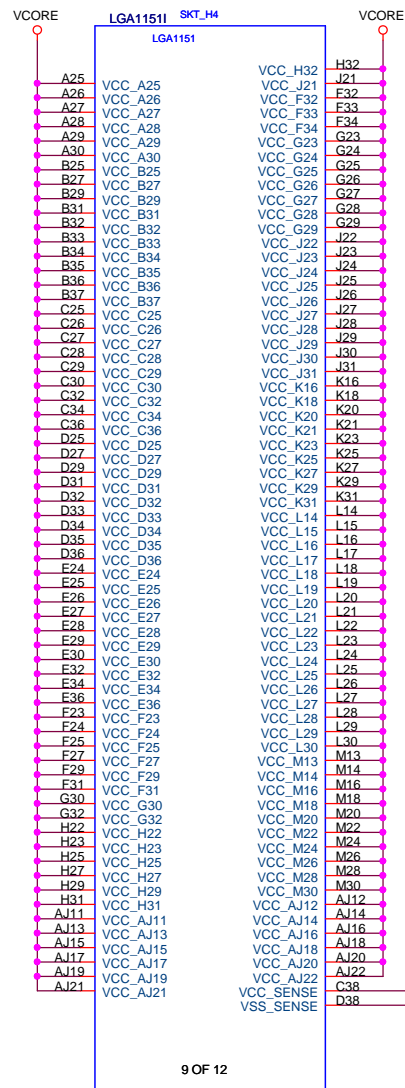 VCORE
LGA1151I
SKT_H4
VCORE
LGA1151
A25 VCC_A25
A26 VCC_A26
A27 VCC_A27
A28 VCC_A28
A29 VCC_A29
A30 VCC_A30
B25 VCC_B25
B27 VCC_B27
B29 VCC_B29
B31 VCC_B31
B32 VCC_B32
B33 VCC_B33
B34 VCC_B34
B35 VCC_B35
B36 VCC_B36
B37 VCC_B37
C25 VCC_C25
C26 VCC_C26
C27 VCC_C27
C28 VCC_C28
C29 VCC_C29
C30 VCC_C30
C32 VCC_C32
C34 VCC_C34
C36 VCC_C36
D25 VCC_D25
D27 VCC_D27
D29 VCC_D29
D31 VCC_D31
D32 VCC_D32
D33 VCC_D33
D34 VCC_D34
D35 VCC_D35
D36 VCC_D36
E24 VCC_E24
E25 VCC_E25
E26 VCC_E26
E27 VCC_E27
E28 VCC_E28
E29 VCC_E29
E30 VCC_E30
E32 VCC_E32
E34 VCC_E34
E36 VCC_E36
F23 VCC_F23
F24 VCC_F24
F25 VCC_F25
F27 VCC_F27
F29 VCC_F29
F31 VCC_F31
G30 VCC_G30
G32 VCC_G32
H22 VCC_H22
H23 VCC_H23
H25 VCC_H25
H27 VCC_H27
H29 VCC_H29
H31 VCC_H31
AJ11 VCC_AJ11
AJ13 VCC_AJ13
AJ15 VCC_AJ15
AJ17 VCC_AJ17
AJ19 VCC_AJ19
AJ21 VCC_AJ21
VCC_H32 H32
VCC_J21 J21
VCC_F32 F32
VCC_F33 F33
VCC_F34 F34
VCC_G23 G23
VCC_G24 G24
VCC_G25 G25
VCC_G26 G26
VCC_G27 G27
VCC_G28 G28
VCC_G29 G29
VCC_J22 J22
VCC_J23 J23
VCC_J24 J24
VCC_J25 J25
VCC_J26 J26
VCC_J27 J27
VCC_J28 J28
VCC_J29 J29
VCC_J30 J30
VCC_J31 J31
VCC_K16 K16
VCC_K18 K18
VCC_K20 K20
VCC_K21 K21
VCC_K23 K23
VCC_K25 K25
VCC_K27 K27
VCC_K29 K29
VCC_K31 K31
VCC_L14 L14
VCC_L15 L15
VCC_L16 L16
VCC_L17 L17
VCC_L18 L18
VCC_L19 L19
VCC_L20 L20
VCC_L21 L21
VCC_L22 L22
VCC_L23 L23
VCC_L24 L24
VCC_L25 L25
VCC_L26 L26
VCC_L27 L27
VCC_L28 L28
VCC_L29 L29
VCC_L30 L30
VCC_M13 M13
VCC_M14 M14
VCC_M16 M16
VCC_M18 M18
VCC_M20 M20
VCC_M22 M22
VCC_M24 M24
VCC_M26 M26
VCC_M28 M28
VCC_M30 M30
VCC_AJ12 AJ12
VCC_AJ14 AJ14
VCC_AJ16 AJ16
VCC_AJ18 AJ18
VCC_AJ20 AJ20
VCC_AJ22 AJ22
VCC_SENSE C38
VSS_SENSE D38
9 OF 12